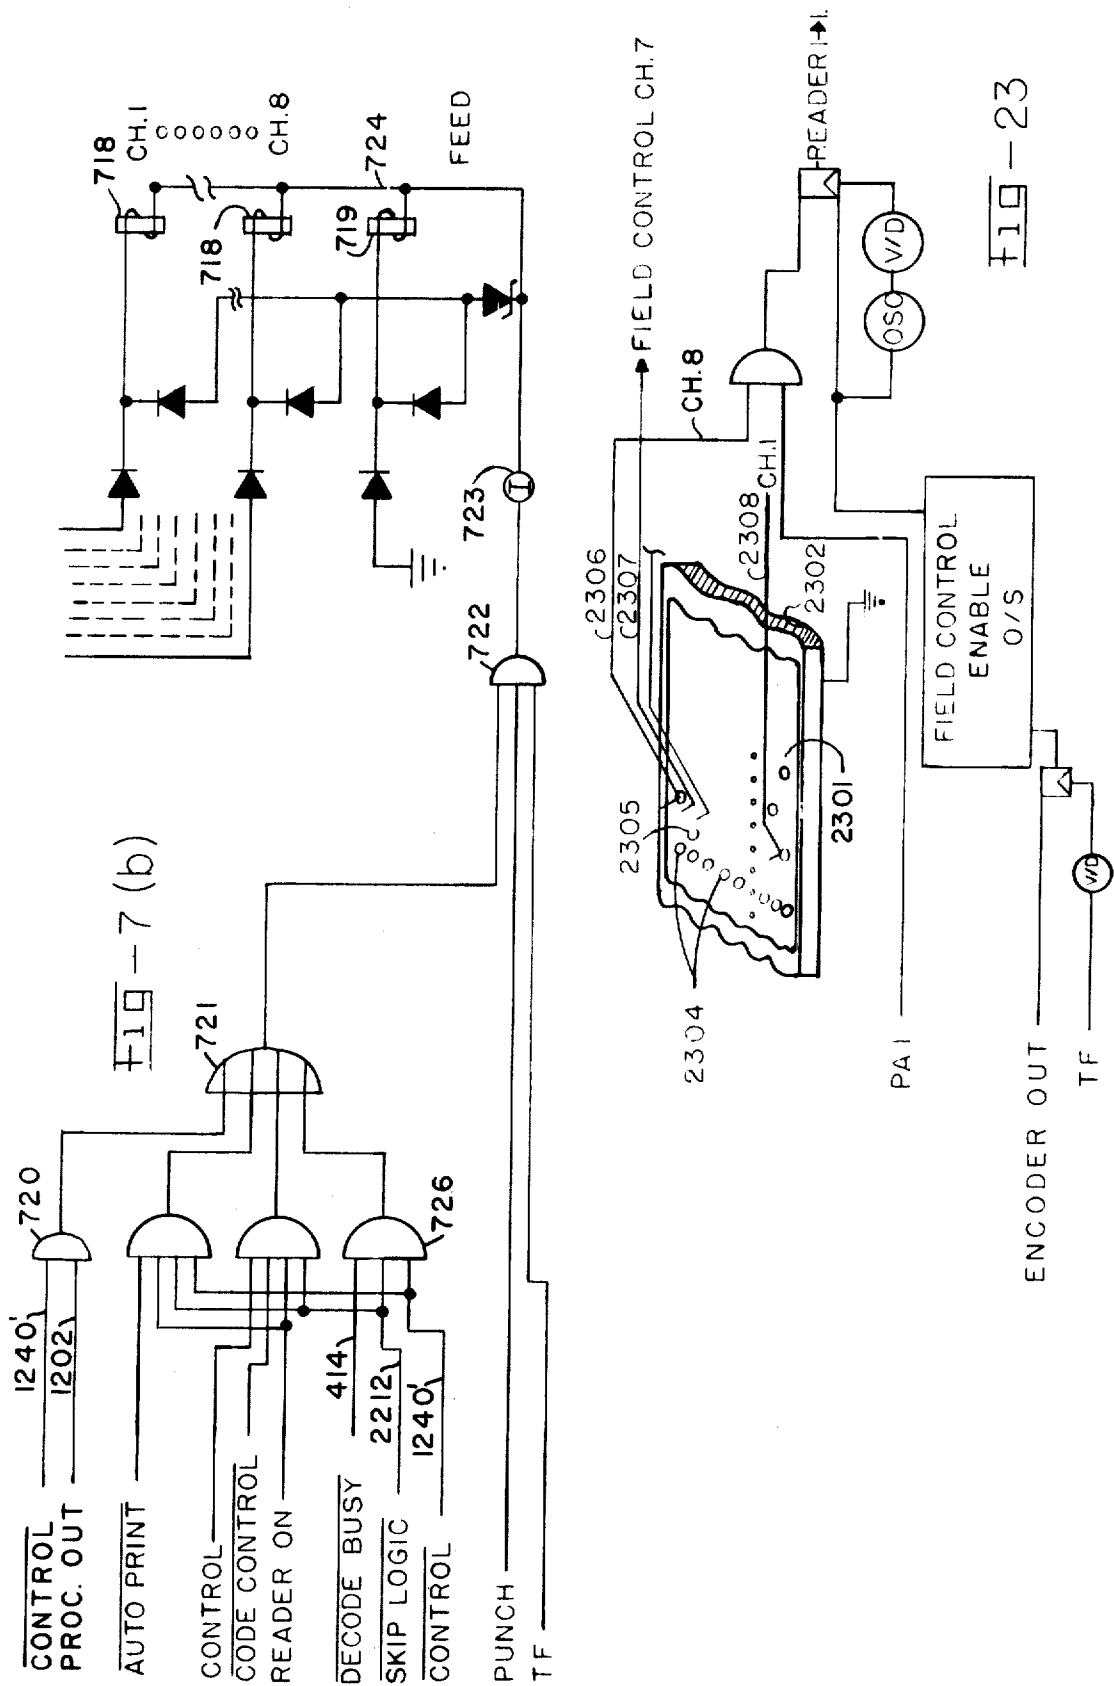 Fig-7 (b)
CONTROL
PROC. OUT
1240'
1202
720
AUTO PRINT
CONTROL
CODE CONTROL
READER ON
DECODE BUSY
414
SKIP LOGIC
2212
CONTROL
1240'
726
721
PUNCH
TF
722
723
718
CH.1
718
CH.8
719
724
FEED
Fig-23
2304
2305
2306
2307
2308
2302
2301
CH.1
CH.8
FIELD CONTROL CH.7
PA I
ENCODER OUT
TF
V/D
FIELD CONTROL
ENABLE
O/S
OSC
V/D
READER